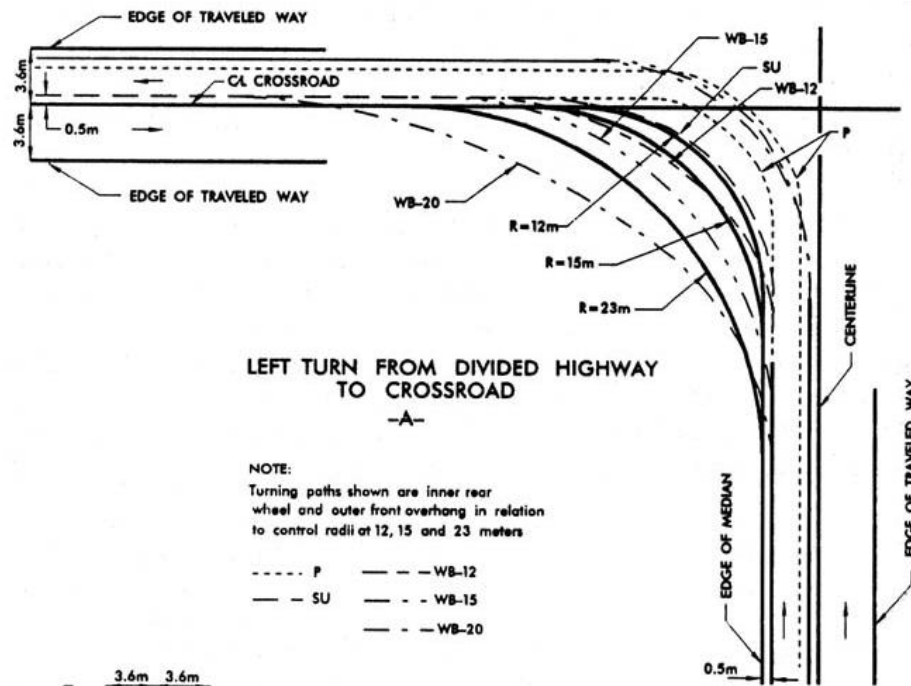 EDGE OF TRAVELED WAY
WB-15
SU
WB-12
3.6m
C/L CROSSROAD
0.5m
3.6m
P
EDGE OF TRAVELED WAY
WB-20
R=12m
R=15m
R=23m
CENTERLINE
LEFT TURN FROM DIVIDED HIGHWAY
TO CROSSROAD
-A-
NOTE:
Turning paths shown are inner rear
wheel and outer front overhang in relation
to control radii at 12, 15 and 23 meters
P
WB-12
SU
WB-15
WB-20
EDGE OF MEDIAN
EDGE OF TRAVELED WAY
0.5m
3.6m 3.6m